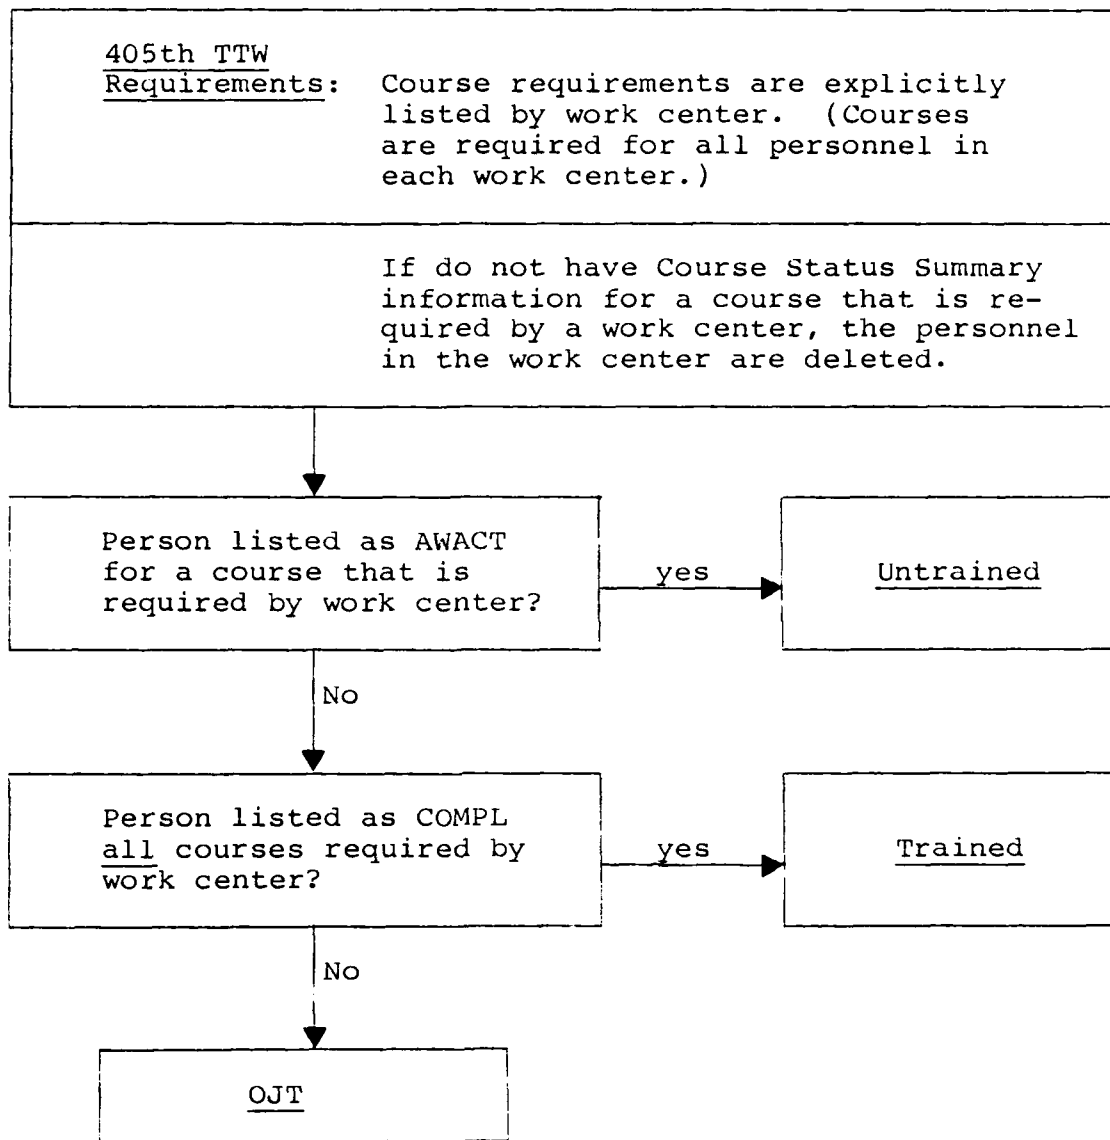 405th TTW
Requirements: Course requirements are explicitly
listed by work center. (Courses
are required for all personnel in
each work center.)
If do not have Course Status Summary
information for a course that is re-
quired by a work center, the personnel
in the work center are deleted.
Person listed as AWACT
for a course that is
required by work center?
yes
Untrained
No
Person listed as COMPL
all courses required by
work center?
yes
Trained
No
OJT